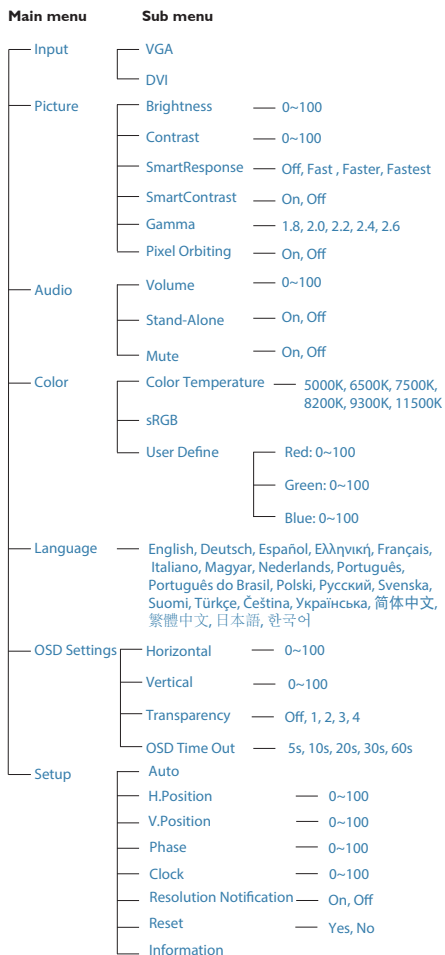 Main menu Sub menu
Input VGA
DVI
Picture Brightness 0~100
Contrast 0~100
SmartResponse Off, Fast , Faster, Fastest
SmartContrast On, Off
Gamma 1.8, 2.0, 2.2, 2.4, 2.6
Pixel Orbiting On, Off
Audio Volume 0~100
Stand-Alone On, Off
Mute On, Off
Color Color Temperature 5000K, 6500K, 7500K,
8200K, 9300K, 11500K
sRGB
User Define Red: 0~100
Green: 0~100
Blue: 0~100
Language English, Deutsch, Español, Ελληνική, Français,
Italiano, Magyar, Nederlands, Português,
Português do Brasil, Polski, Русский, Svenska,
Suomi, Türkçe, Čeština, Українська, 简体中文,
繁體中文, 日本語, 한국어
OSD Settings Horizontal 0~100
Vertical 0~100
Transparency Off, 1, 2, 3, 4
OSD Time Out 5s, 10s, 20s, 30s, 60s
Setup Auto
H.Position 0~100
V.Position 0~100
Phase 0~100
Clock 0~100
Resolution Notification On, Off
Reset Yes, No
Information